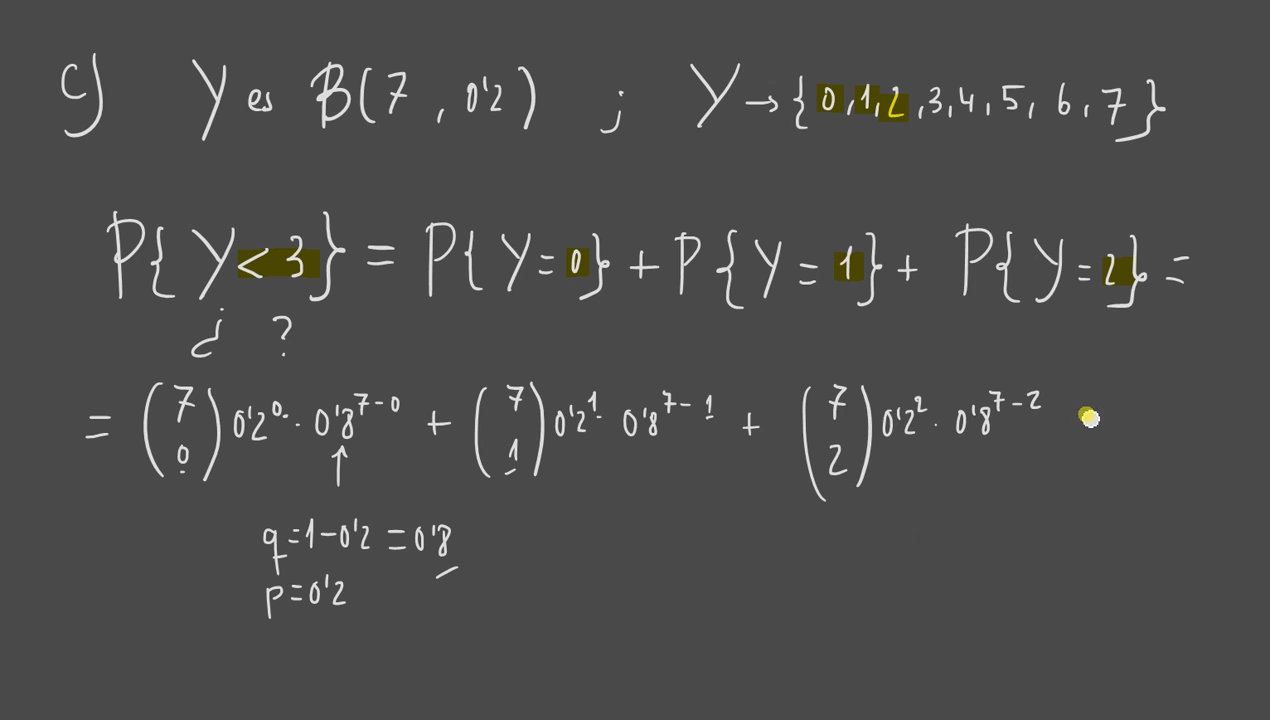 c) Y es B(7, 0'2) ; Y → {0, 1, 2, 3, 4, 5, 6, 7}
P{Y < 3} = P{Y = 0} + P{Y = 1} + P{Y = 2} =
¿ ?
= (7 0) 0'2⁰ · 0'8⁷⁻⁰ + (7 1) 0'2¹ · 0'8⁷⁻¹ + (7 2) 0'2² · 0'8⁷⁻²
↑
q = 1 - 0'2 = 0'8
p = 0'2